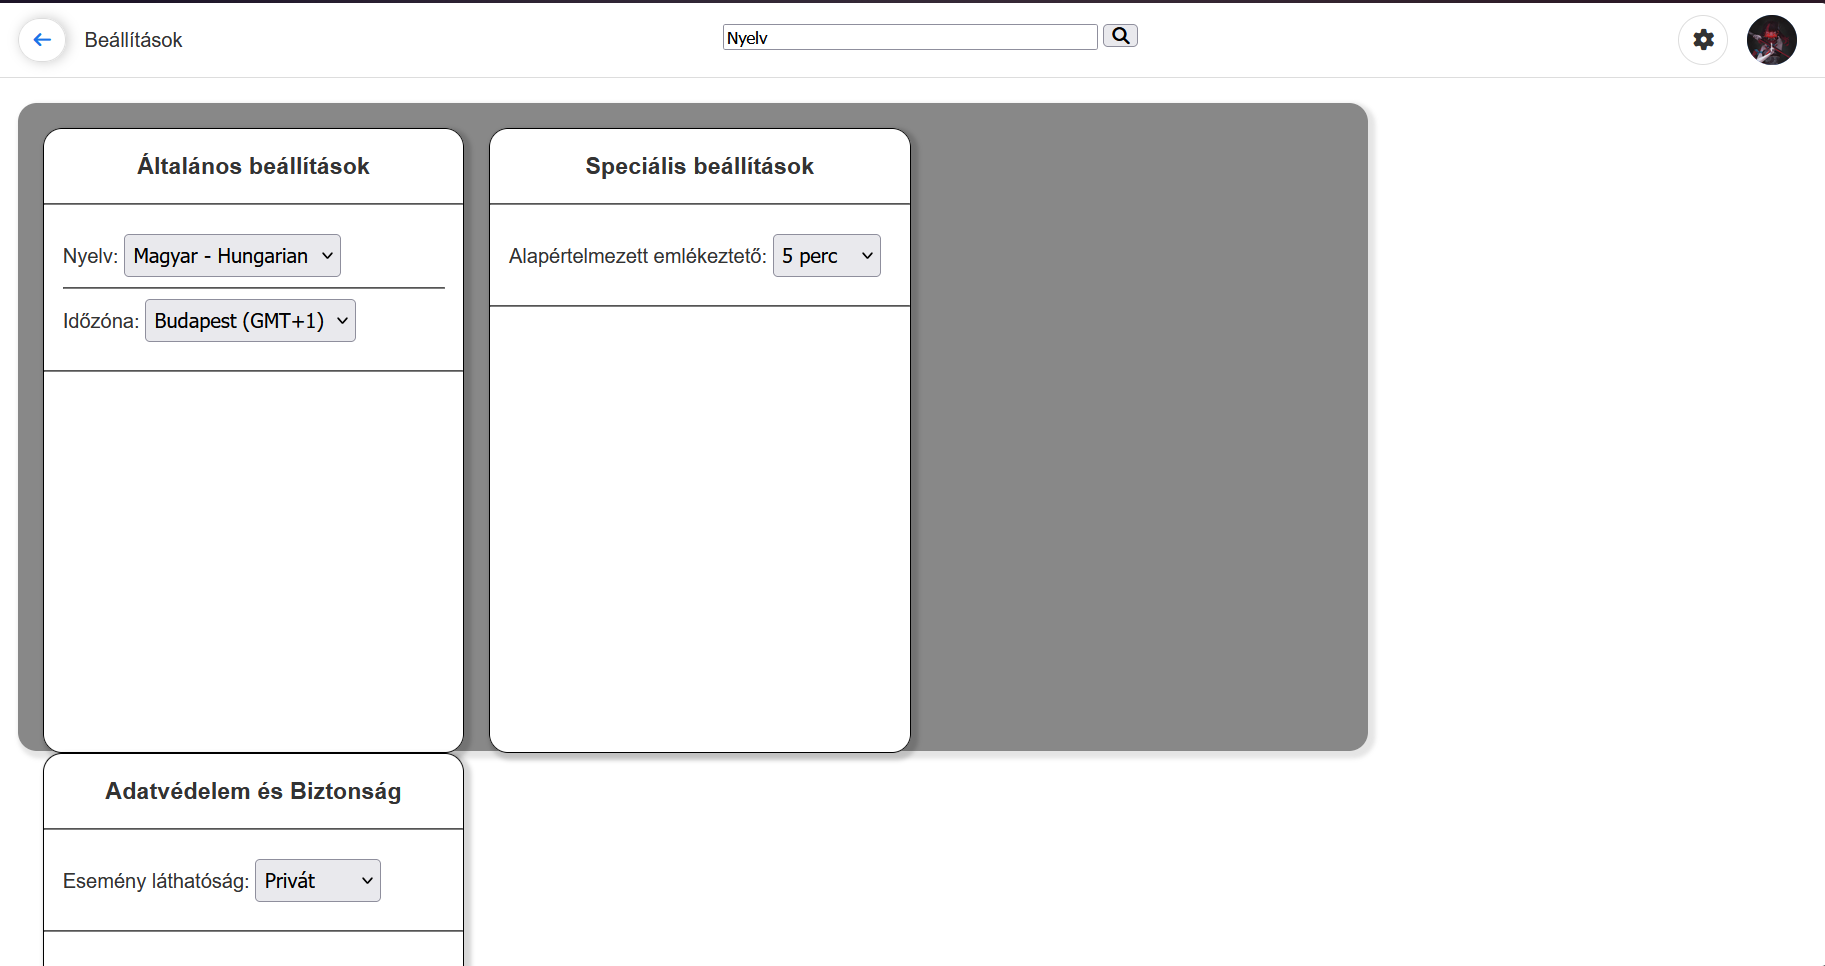 Beállítások
Nyelv
Általános beállítások
Nyelv: Magyar - Hungarian
Időzóna: Budapest (GMT+1)
Speciális beállítások
Alapértelmezett emlékeztető: 5 perc
Adatvédelem és Biztonság
Esemény láthatóság: Privát